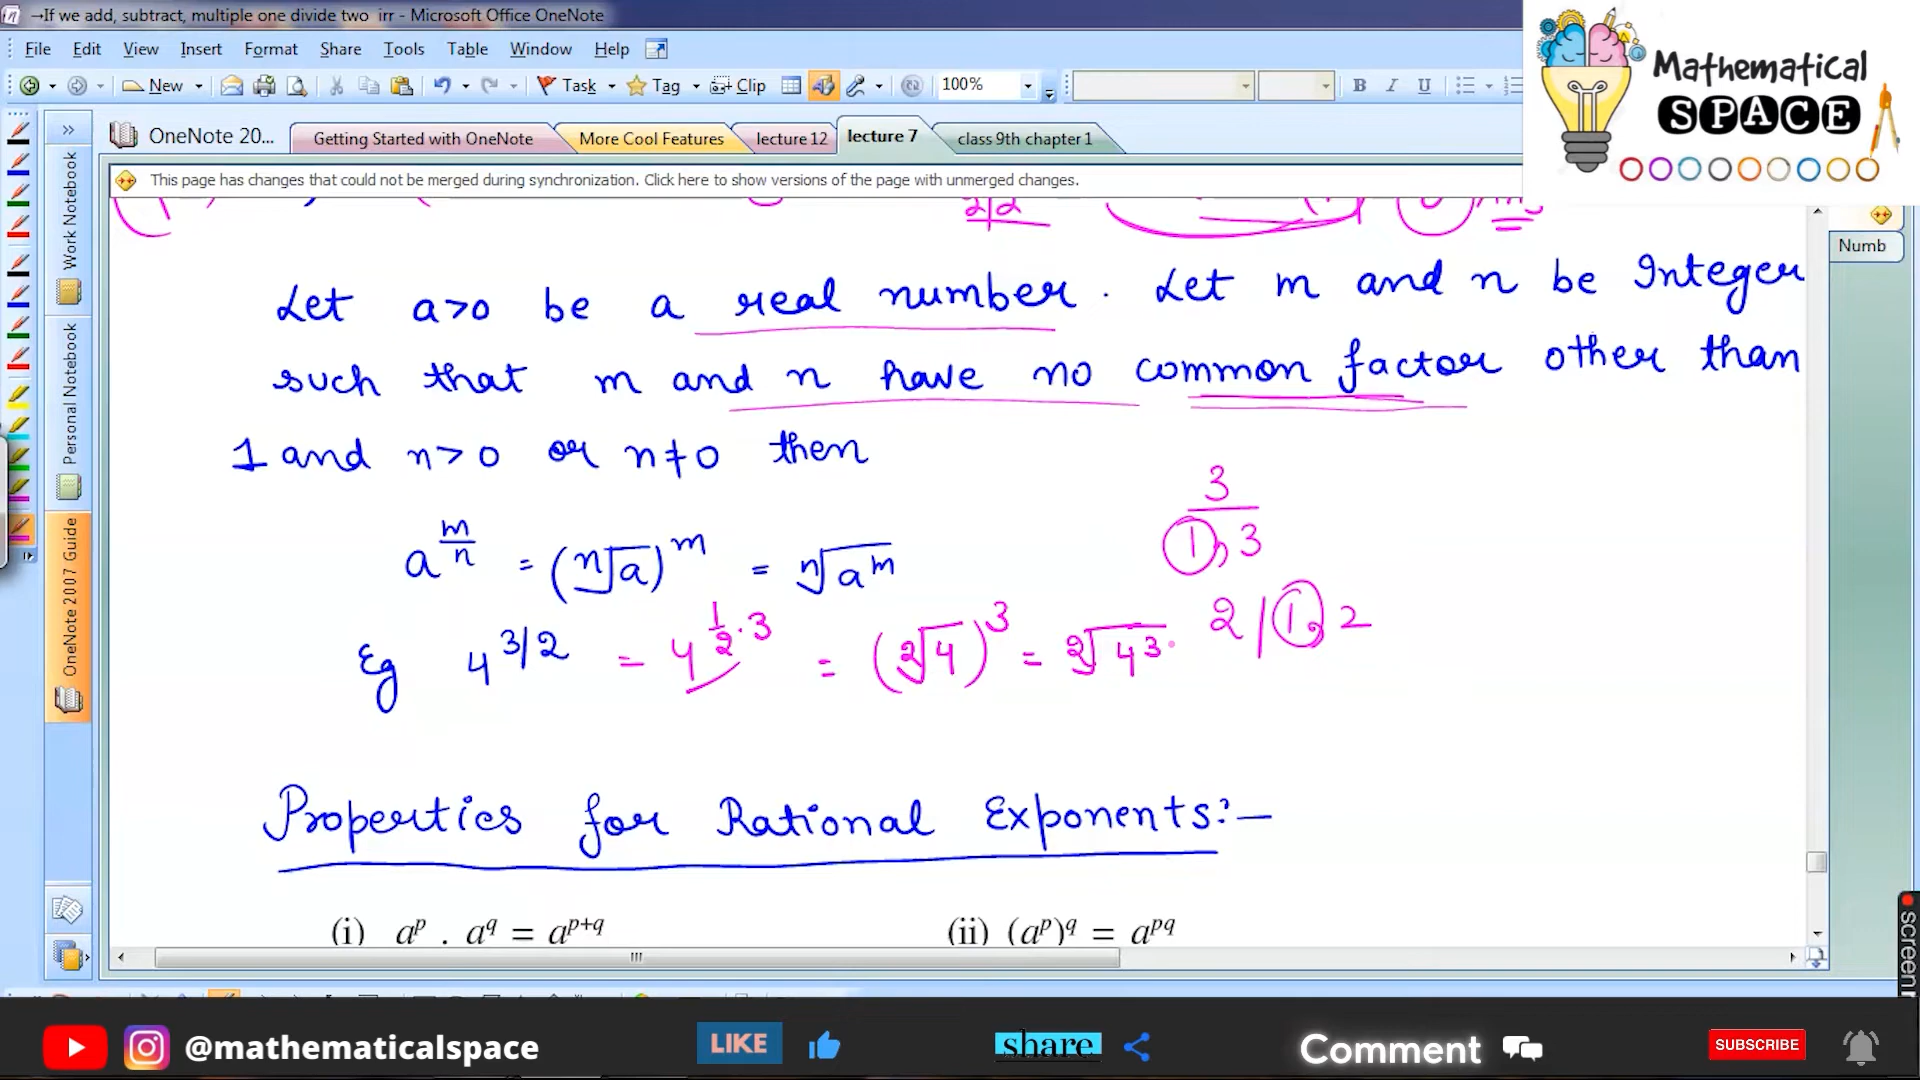 →If we add, subtract, multiple one divide two irr - Microsoft Office OneNote
File Edit View Insert Format Share Tools Table Window Help
New Task Tag Clip 100% B I U
Mathematical
SPACE
OneNote 20... Getting Started with OneNote More Cool Features lecture 12 lecture 7 class 9th chapter 1
This page has changes that could not be merged during synchronization. Click here to show versions of the page with unmerged changes.
Numb
Work Notebook
Personal Notebook
OneNote 2007 Guide
2/2
Let a>0 be a real number. Let m and n be Integer
such that m and n have no common factor other than
1 and n>0 or n≠0 then
3
1, 3
a^{m/n} = (ⁿ√a)^m = ⁿ√a^m
2 / 1, 2
Eg 4^{3/2} = 4^{1/2 · 3} = (²√4)^3 = ²√4^3
Properties for Rational Exponents:-
(i) a^p . a^q = a^{p+q} (ii) (a^p)^q = a^{pq}
screen
@mathematicalspace LIKE share Comment SUBSCRIBE